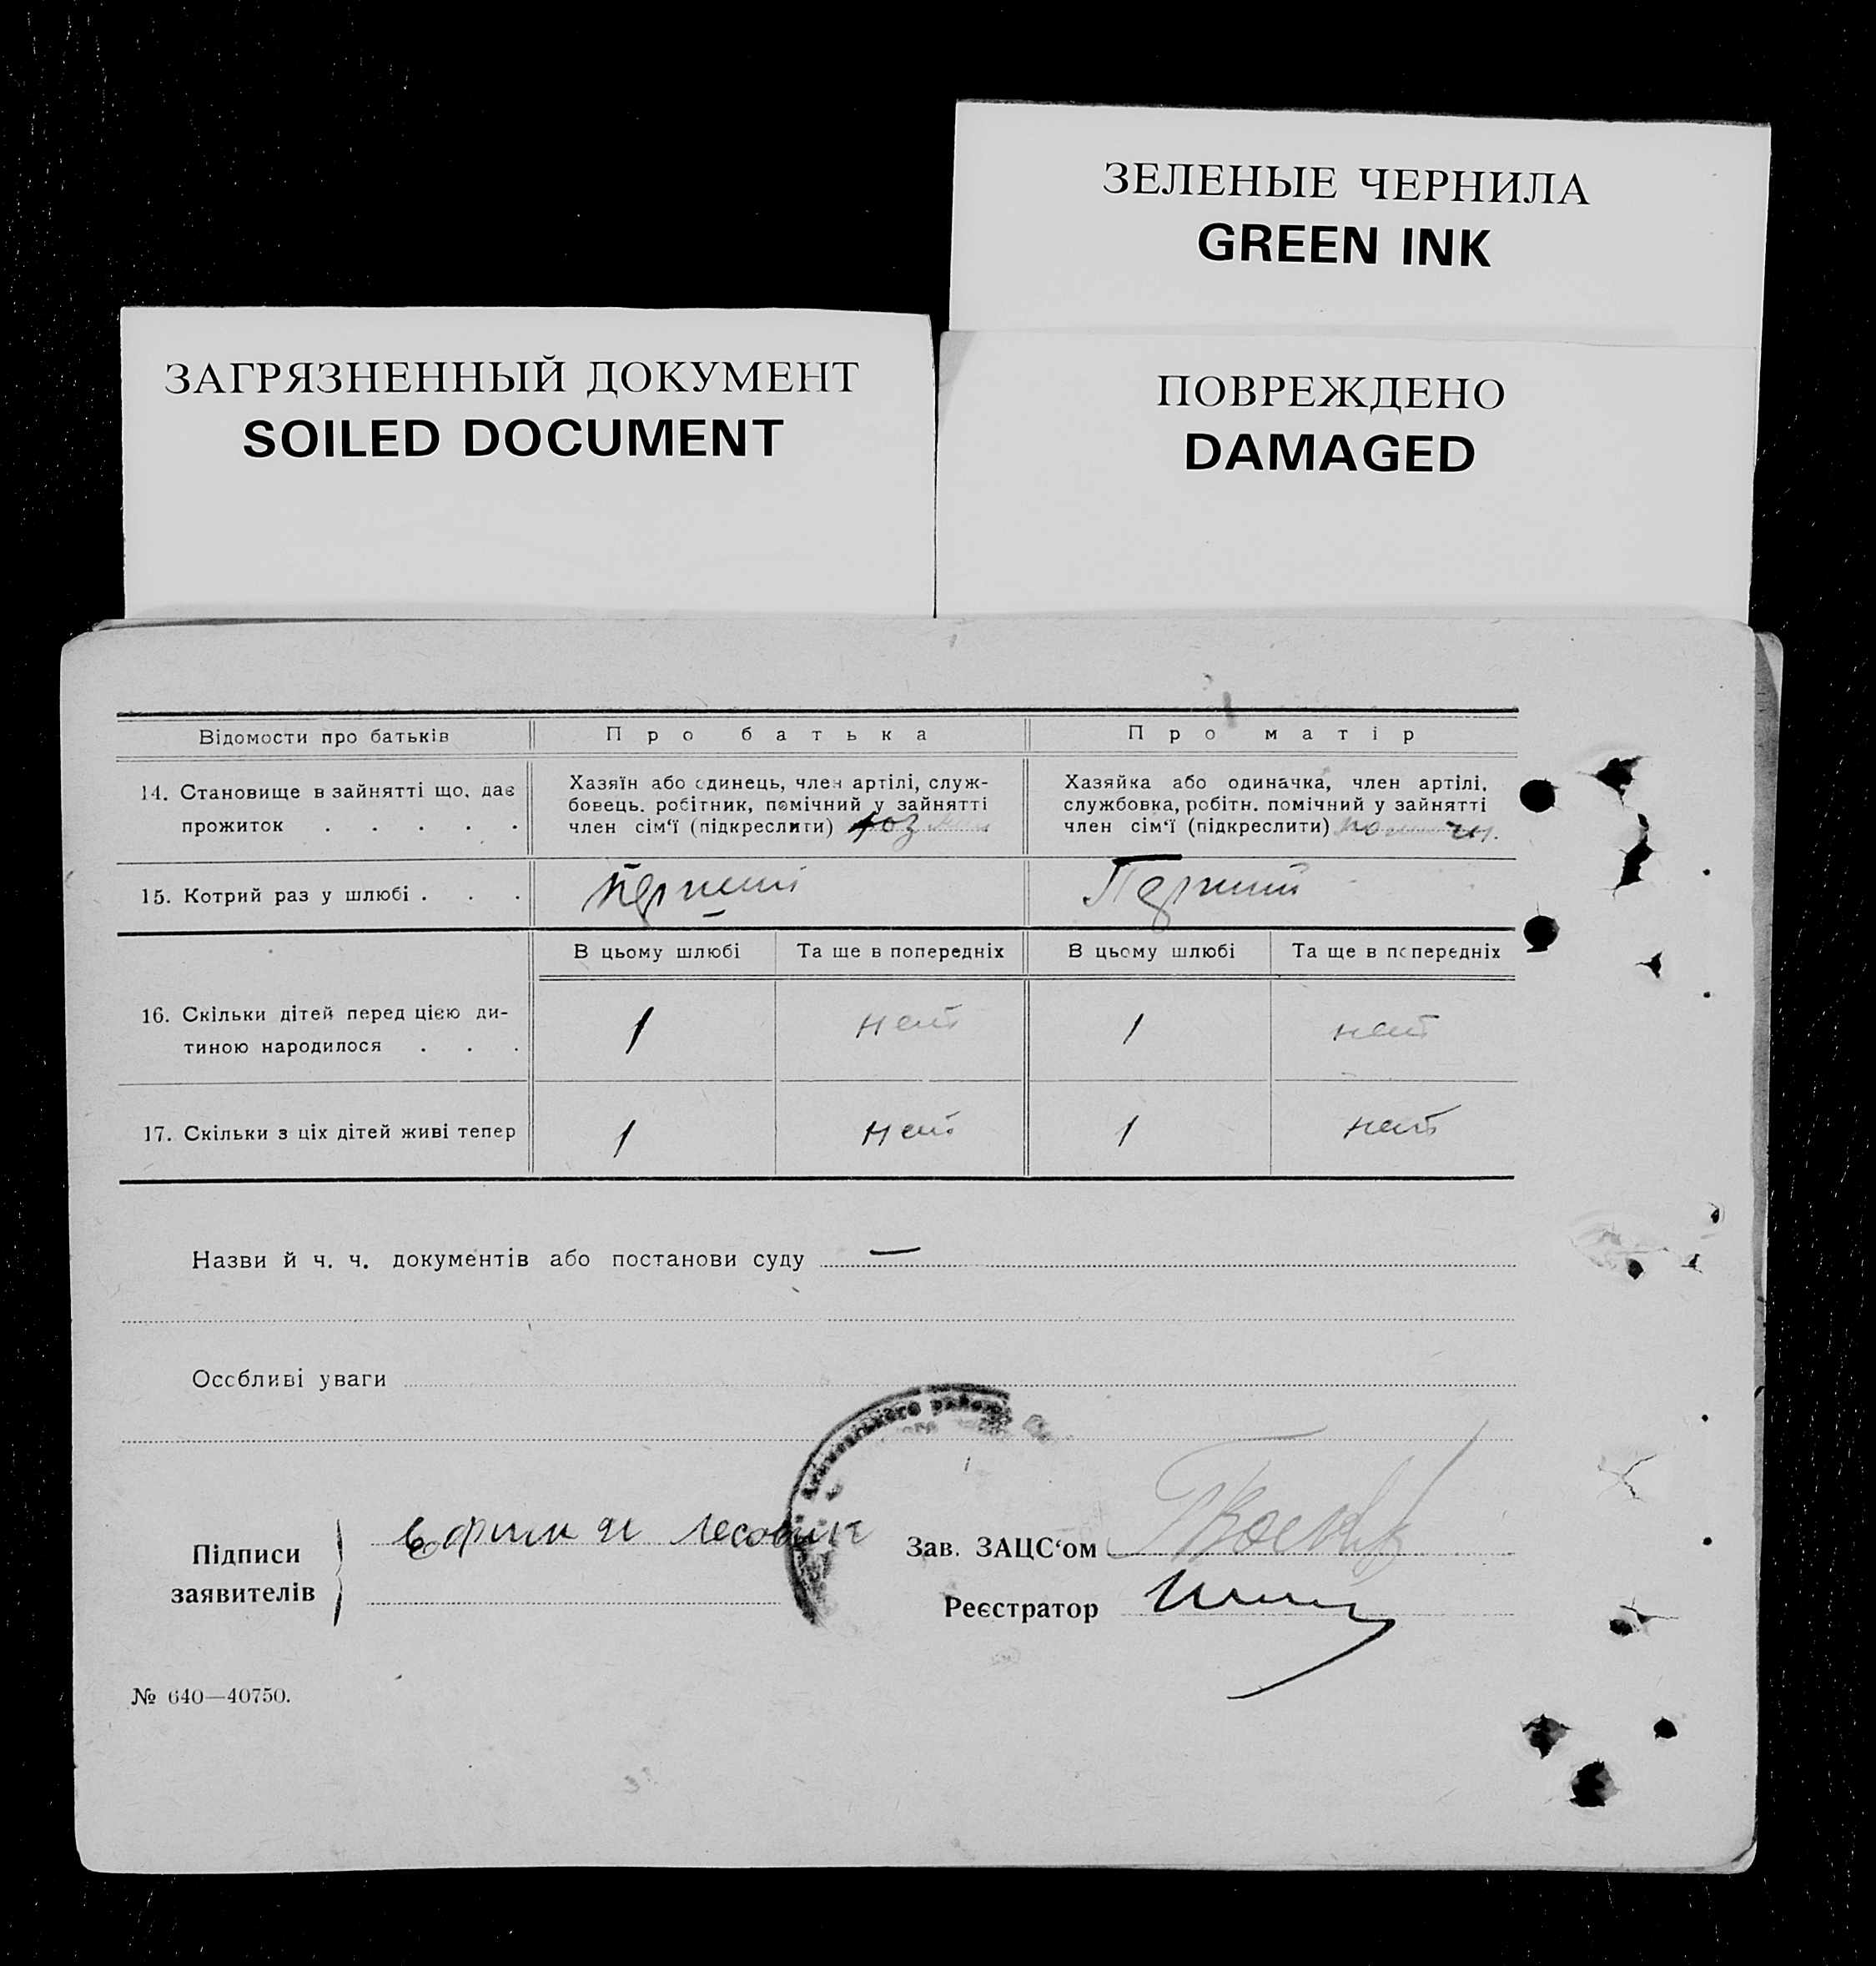 ЗЕЛЕНЫЕ ЧЕРНИЛА
GREEN INK
ЗАГРЯЗНЕННЫЙ ДОКУМЕНТ
SOILED DOCUMENT
ПОВРЕЖДЕНО
DAMAGED
Відомости про батьків
Про батька
Про матір
14. Становище в зайнятті що, дає
прожиток . . . . .
Хазяїн або одинець, член артілі, служ-
бовець. робітник, помічний у зайнятті
член сім‘ї (підкреслити)
Хазяйка або одиначка, член артілі,
службовка, робітн. помічний у зайнятті
член сім‘ї (підкреслити)
15. Котрий раз у шлюбі . . .
Перший
Перший
В цьому шлюбі
Та ще в попередніх
В цьому шлюбі
Та ще в попередніх
16. Скільки дітей перед цією ди-
тиною народилося . . .
1
нет
1
нет
17. Скільки з ціх дітей живі тепер
1
нет
1
нет
Назви й ч. ч. документів або постанови суду —
Особливі уваги
району
Підписи
заявителів
Зав. ЗАЦС‘ом
Реєстратор
№ 640—40750.